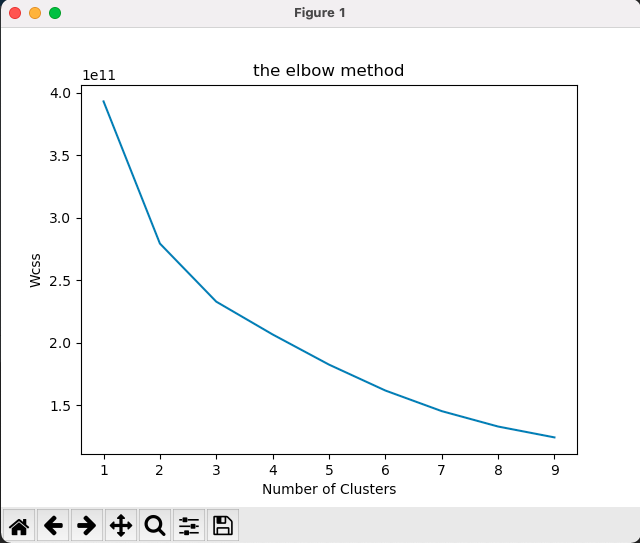 Figure 1
the elbow method
1e11
4.0
3.5
3.0
2.5
2.0
1.5
Wcss
1 2 3 4 5 6 7 8 9
Number of Clusters